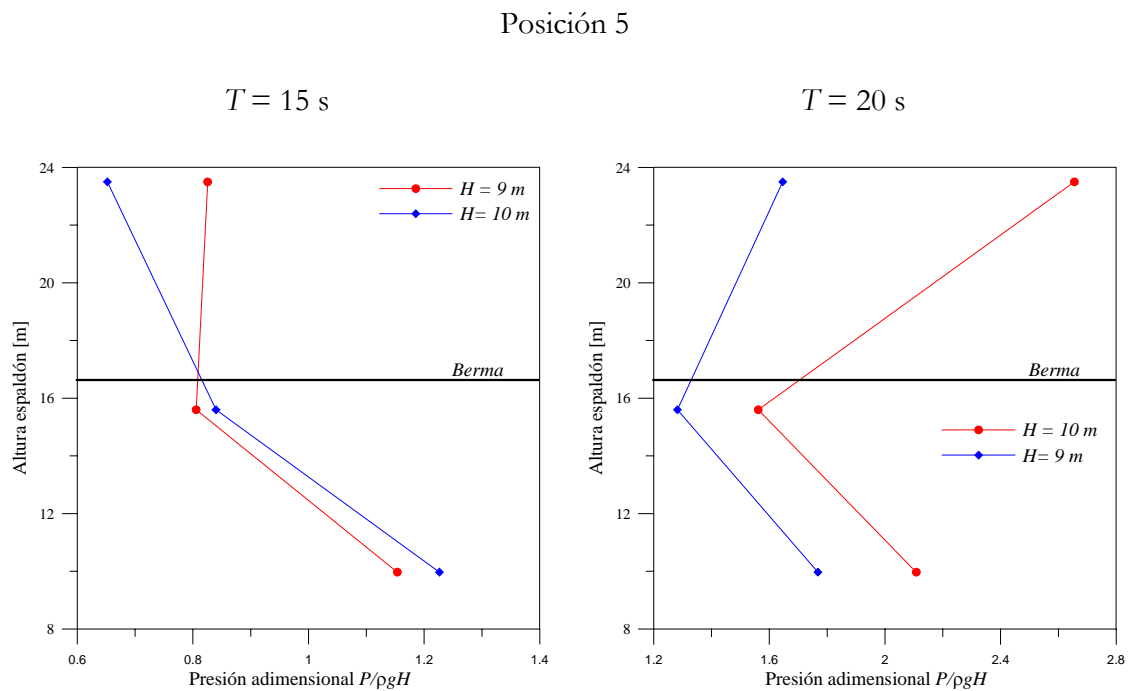 Posición 5
T = 15 s
T = 20 s
24
20
16
12
8
Altura espaldón [m]
H = 9 m
H= 10 m
Berma
0.6
0.8
1
1.2
1.4
Presión adimensional P/ρgH
24
20
16
12
8
Altura espaldón [m]
Berma
H = 10 m
H= 9 m
1.2
1.6
2
2.4
2.8
Presión adimensional P/ρgH